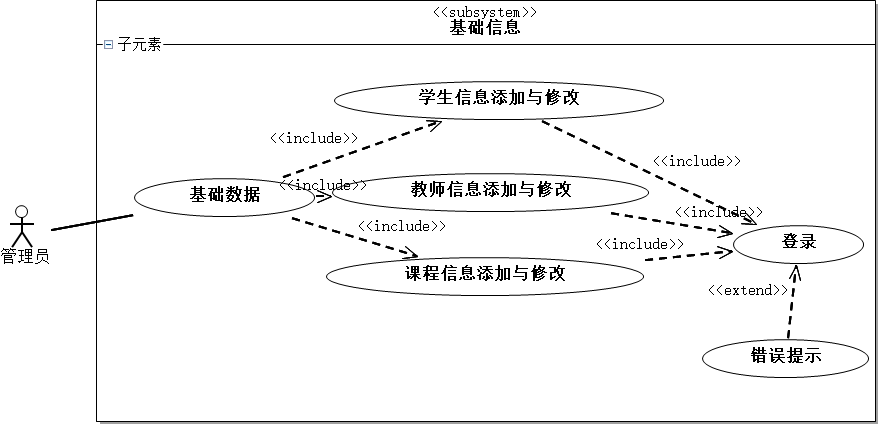 <<subsystem>>
基础信息
子元素
学生信息添加与修改
<<include>>
<<include>>
基础数据
<<include>>
教师信息添加与修改
<<include>>
<<include>>
<<include>>
登录
管理员
课程信息添加与修改
<<extend>>
错误提示